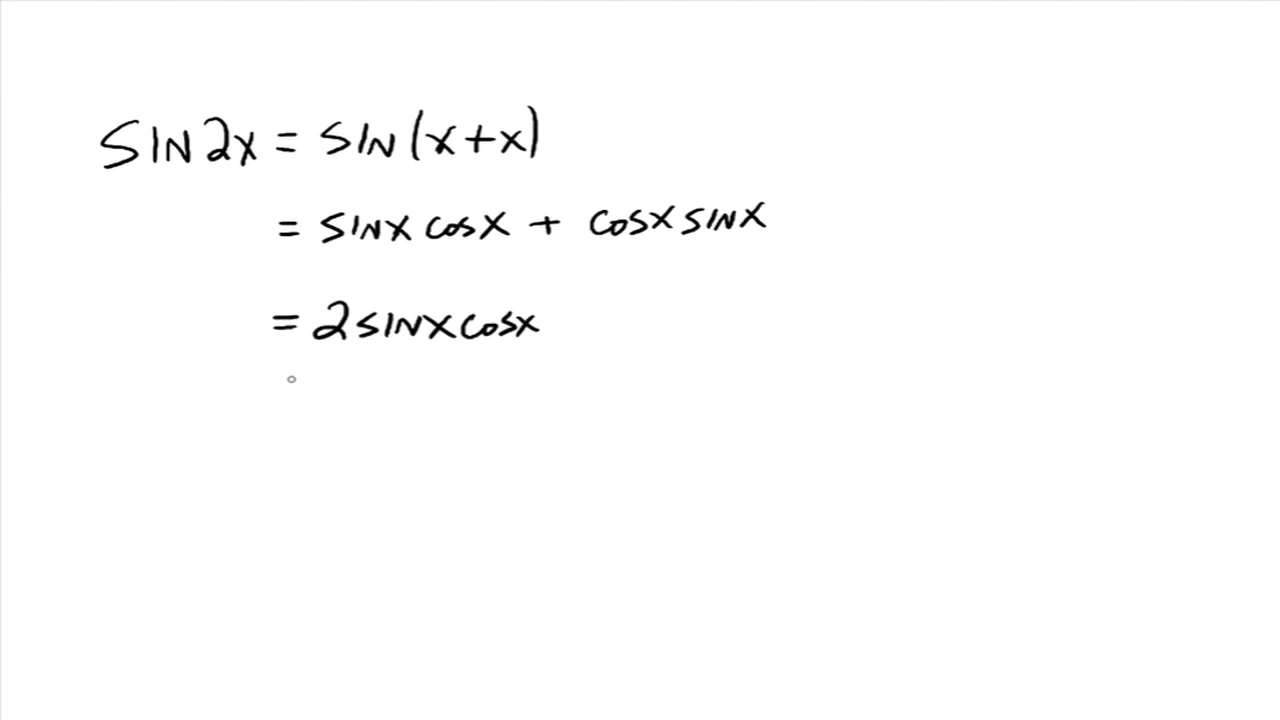 sin 2x = sin (x+x)
= sinx cosx + cosx sinx
= 2 sinx cosx